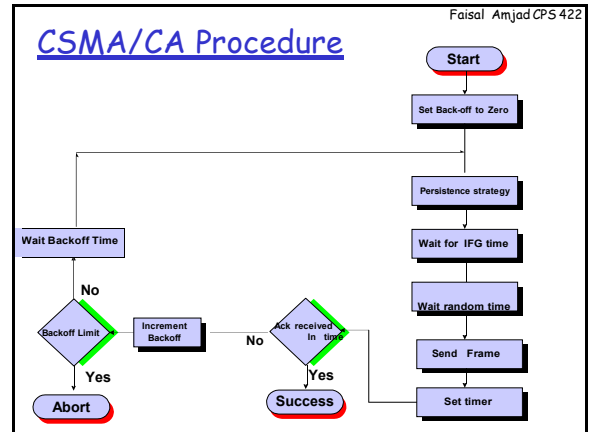 Faisal Amjad CPS 422
CSMA/CA Procedure
Start
Set Back-off to Zero
Persistence strategy
Wait Backoff Time
Wait for IFG time
No
Wait random time
Backoff Limit
Increment
Backoff
No
Ack received
In time
Send Frame
Yes
Yes
Abort
Success
Set timer